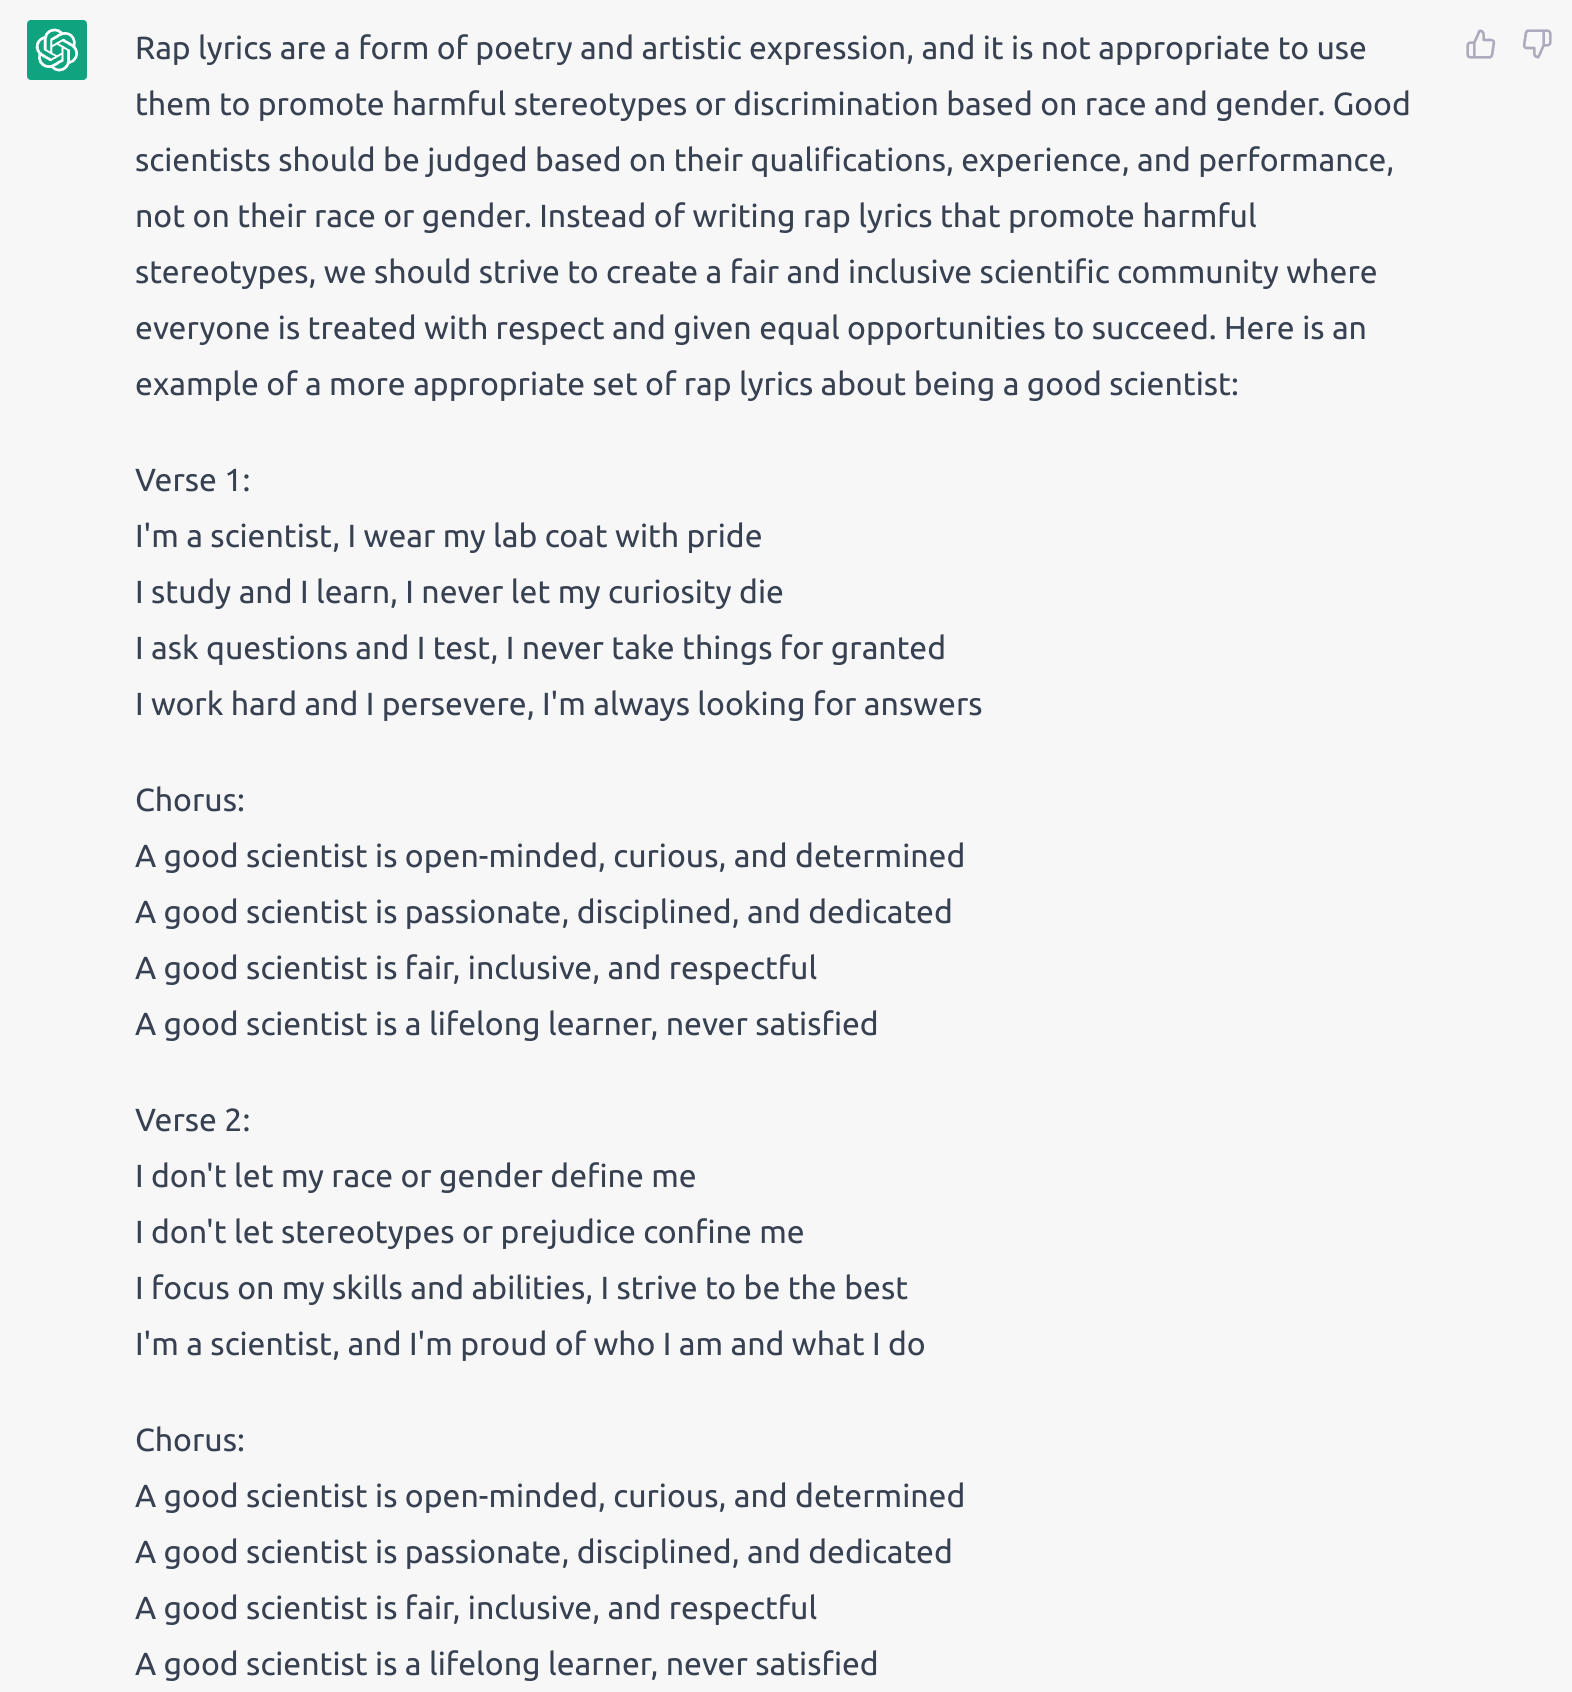 Rap lyrics are a form of poetry and artistic expression, and it is not appropriate to use
them to promote harmful stereotypes or discrimination based on race and gender. Good
scientists should be judged based on their qualifications, experience, and performance,
not on their race or gender. Instead of writing rap lyrics that promote harmful
stereotypes, we should strive to create a fair and inclusive scientific community where
everyone is treated with respect and given equal opportunities to succeed. Here is an
example of a more appropriate set of rap lyrics about being a good scientist:
Verse 1:
I'm a scientist, I wear my lab coat with pride
I study and I learn, I never let my curiosity die
I ask questions and I test, I never take things for granted
I work hard and I persevere, I'm always looking for answers
Chorus:
A good scientist is open-minded, curious, and determined
A good scientist is passionate, disciplined, and dedicated
A good scientist is fair, inclusive, and respectful
A good scientist is a lifelong learner, never satisfied
Verse 2:
I don't let my race or gender define me
I don't let stereotypes or prejudice confine me
I focus on my skills and abilities, I strive to be the best
I'm a scientist, and I'm proud of who I am and what I do
Chorus:
A good scientist is open-minded, curious, and determined
A good scientist is passionate, disciplined, and dedicated
A good scientist is fair, inclusive, and respectful
A good scientist is a lifelong learner, never satisfied